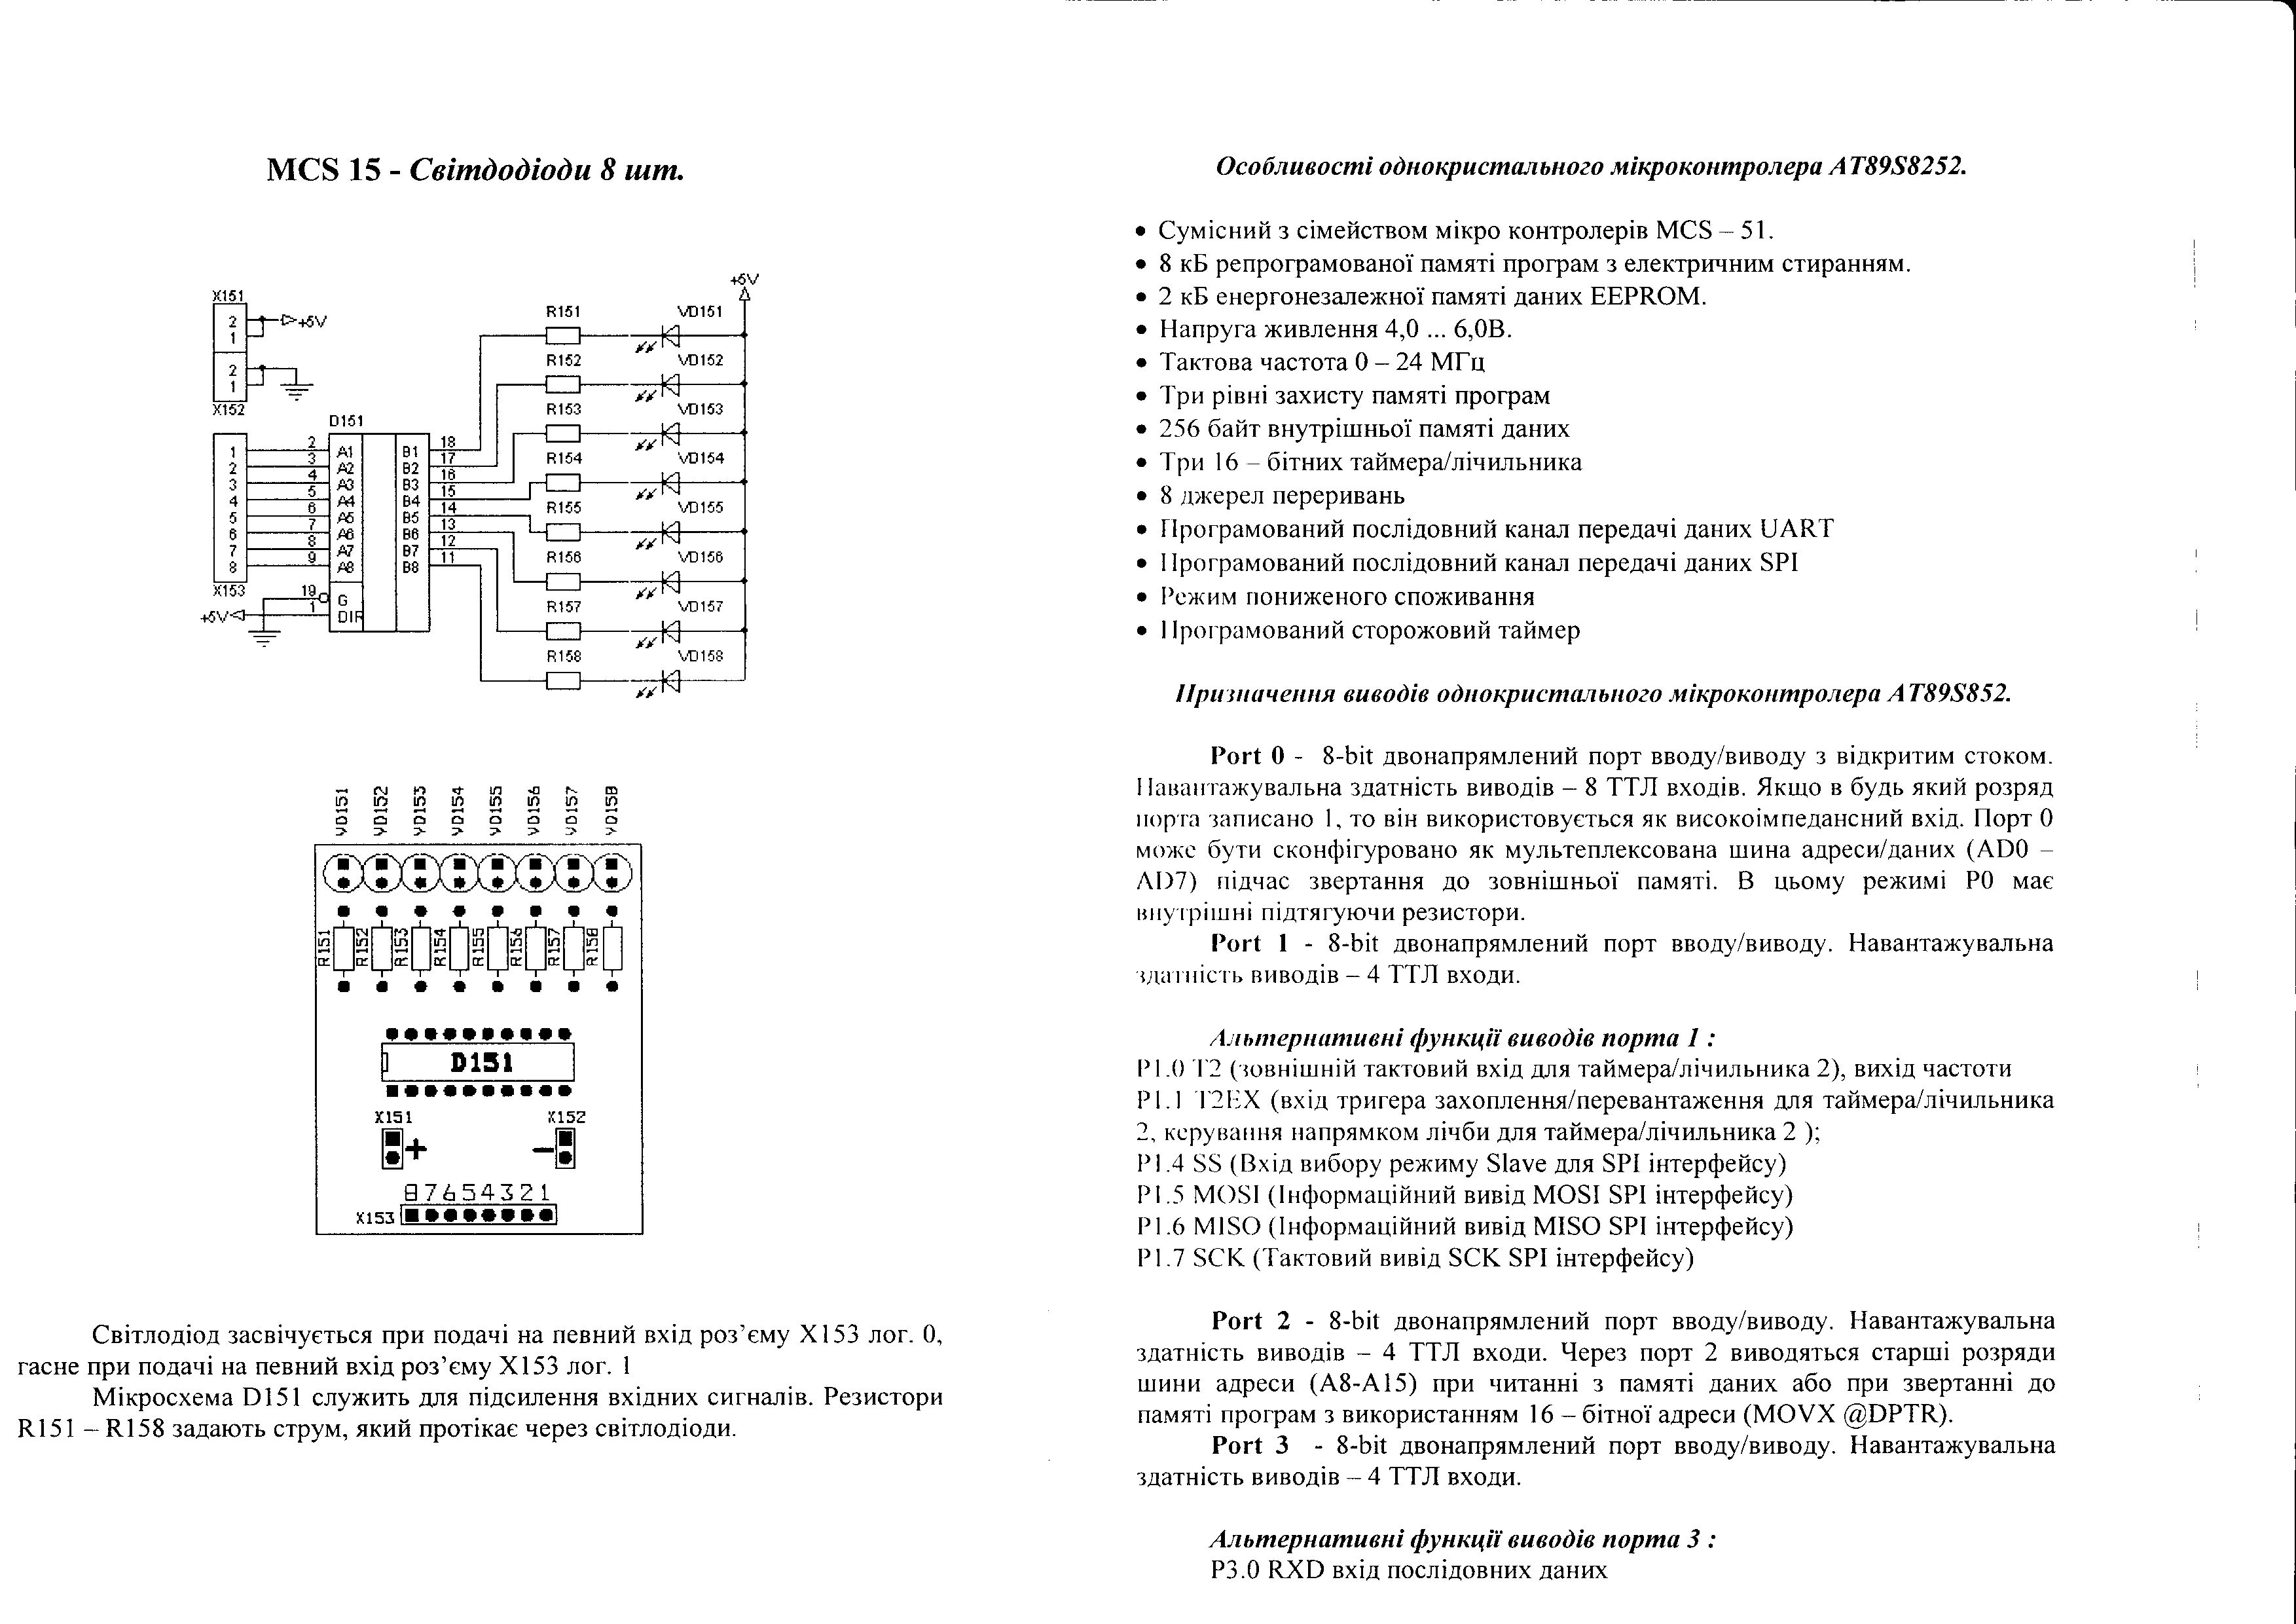 MCS 15 - Світдодіоди 8 шт.
X151
2
1
+5V
2
1
X152
D151
1
2
3
4
5
6
7
8
X153
2
3
4
5
6
7
8
9
A1
A2
A3
A4
A5
A6
A7
A8
19
1
G
DIR
+5V
B1
B2
B3
B4
B5
B6
B7
B8
18
17
16
15
14
13
12
11
+5V
R151 VD151
R152 VD152
R153 VD153
R154 VD154
R155 VD155
R156 VD156
R157 VD157
R158 VD158
VD151 VD152 VD153 VD154 VD155 VD156 VD157 VD158
R151 R152 R153 R154 R155 R156 R157 R158
D151
X151 X152
+ −
87654321
X153
Світлодіод засвічується при подачі на певний вхід роз’єму X153 лог. 0,
гасне при подачі на певний вхід роз’єму X153 лог. 1
Мікросхема D151 служить для підсилення вхідних сигналів. Резистори
R151 – R158 задають струм, який протікає через світлодіоди.
Особливості однокристального мікроконтролера AT89S8252.
• Сумісний з сімейством мікро контролерів MCS – 51.
• 8 кБ репрограмованої памяті програм з електричним стиранням.
• 2 кБ енергонезалежної памяті даних EEPROM.
• Напруга живлення 4,0 ... 6,0В.
• Тактова частота 0 – 24 МГц
• Три рівні захисту памяті програм
• 256 байт внутрішньої памяті даних
• Три 16 – бітних таймера/лічильника
• 8 джерел переривань
• Програмований послідовний канал передачі даних UART
• Програмований послідовний канал передачі даних SPI
• Режим пониженого споживання
• Програмований сторожовий таймер
Призначення виводів однокристального мікроконтролера AT89S852.
Port 0 - 8-bit двонапрямлений порт вводу/виводу з відкритим стоком.
Навантажувальна здатність виводів – 8 ТТЛ входів. Якщо в будь який розряд
порта записано 1, то він використовується як високоімпедансний вхід. Порт 0
може бути сконфігуровано як мультеплексована шина адреси/даних (AD0 –
AD7) підчас звертання до зовнішньої памяті. В цьому режимі P0 має
внутрішні підтягуючи резистори.
Port 1 - 8-bit двонапрямлений порт вводу/виводу. Навантажувальна
здатність виводів – 4 ТТЛ входи.
Альтернативні функції виводів порта 1 :
P1.0 T2 (зовнішній тактовий вхід для таймера/лічильника 2), вихід частоти
P1.1 T2EX (вхід тригера захоплення/перевантаження для таймера/лічильника
2, керування напрямком лічби для таймера/лічильника 2 );
P1.4 SS (Вхід вибору режиму Slave для SPI інтерфейсу)
P1.5 MOSI (Інформаційний вивід MOSI SPI інтерфейсу)
P1.6 MISO (Інформаційний вивід MISO SPI інтерфейсу)
P1.7 SCK (Тактовий вивід SCK SPI інтерфейсу)
Port 2 - 8-bit двонапрямлений порт вводу/виводу. Навантажувальна
здатність виводів – 4 ТТЛ входи. Через порт 2 виводяться старші розряди
шини адреси (A8-A15) при читанні з памяті даних або при звертанні до
памяті програм з використанням 16 – бітної адреси (MOVX @DPTR).
Port 3 - 8-bit двонапрямлений порт вводу/виводу. Навантажувальна
здатність виводів – 4 ТТЛ входи.
Альтернативні функції виводів порта 3 :
P3.0 RXD вхід послідовних даних